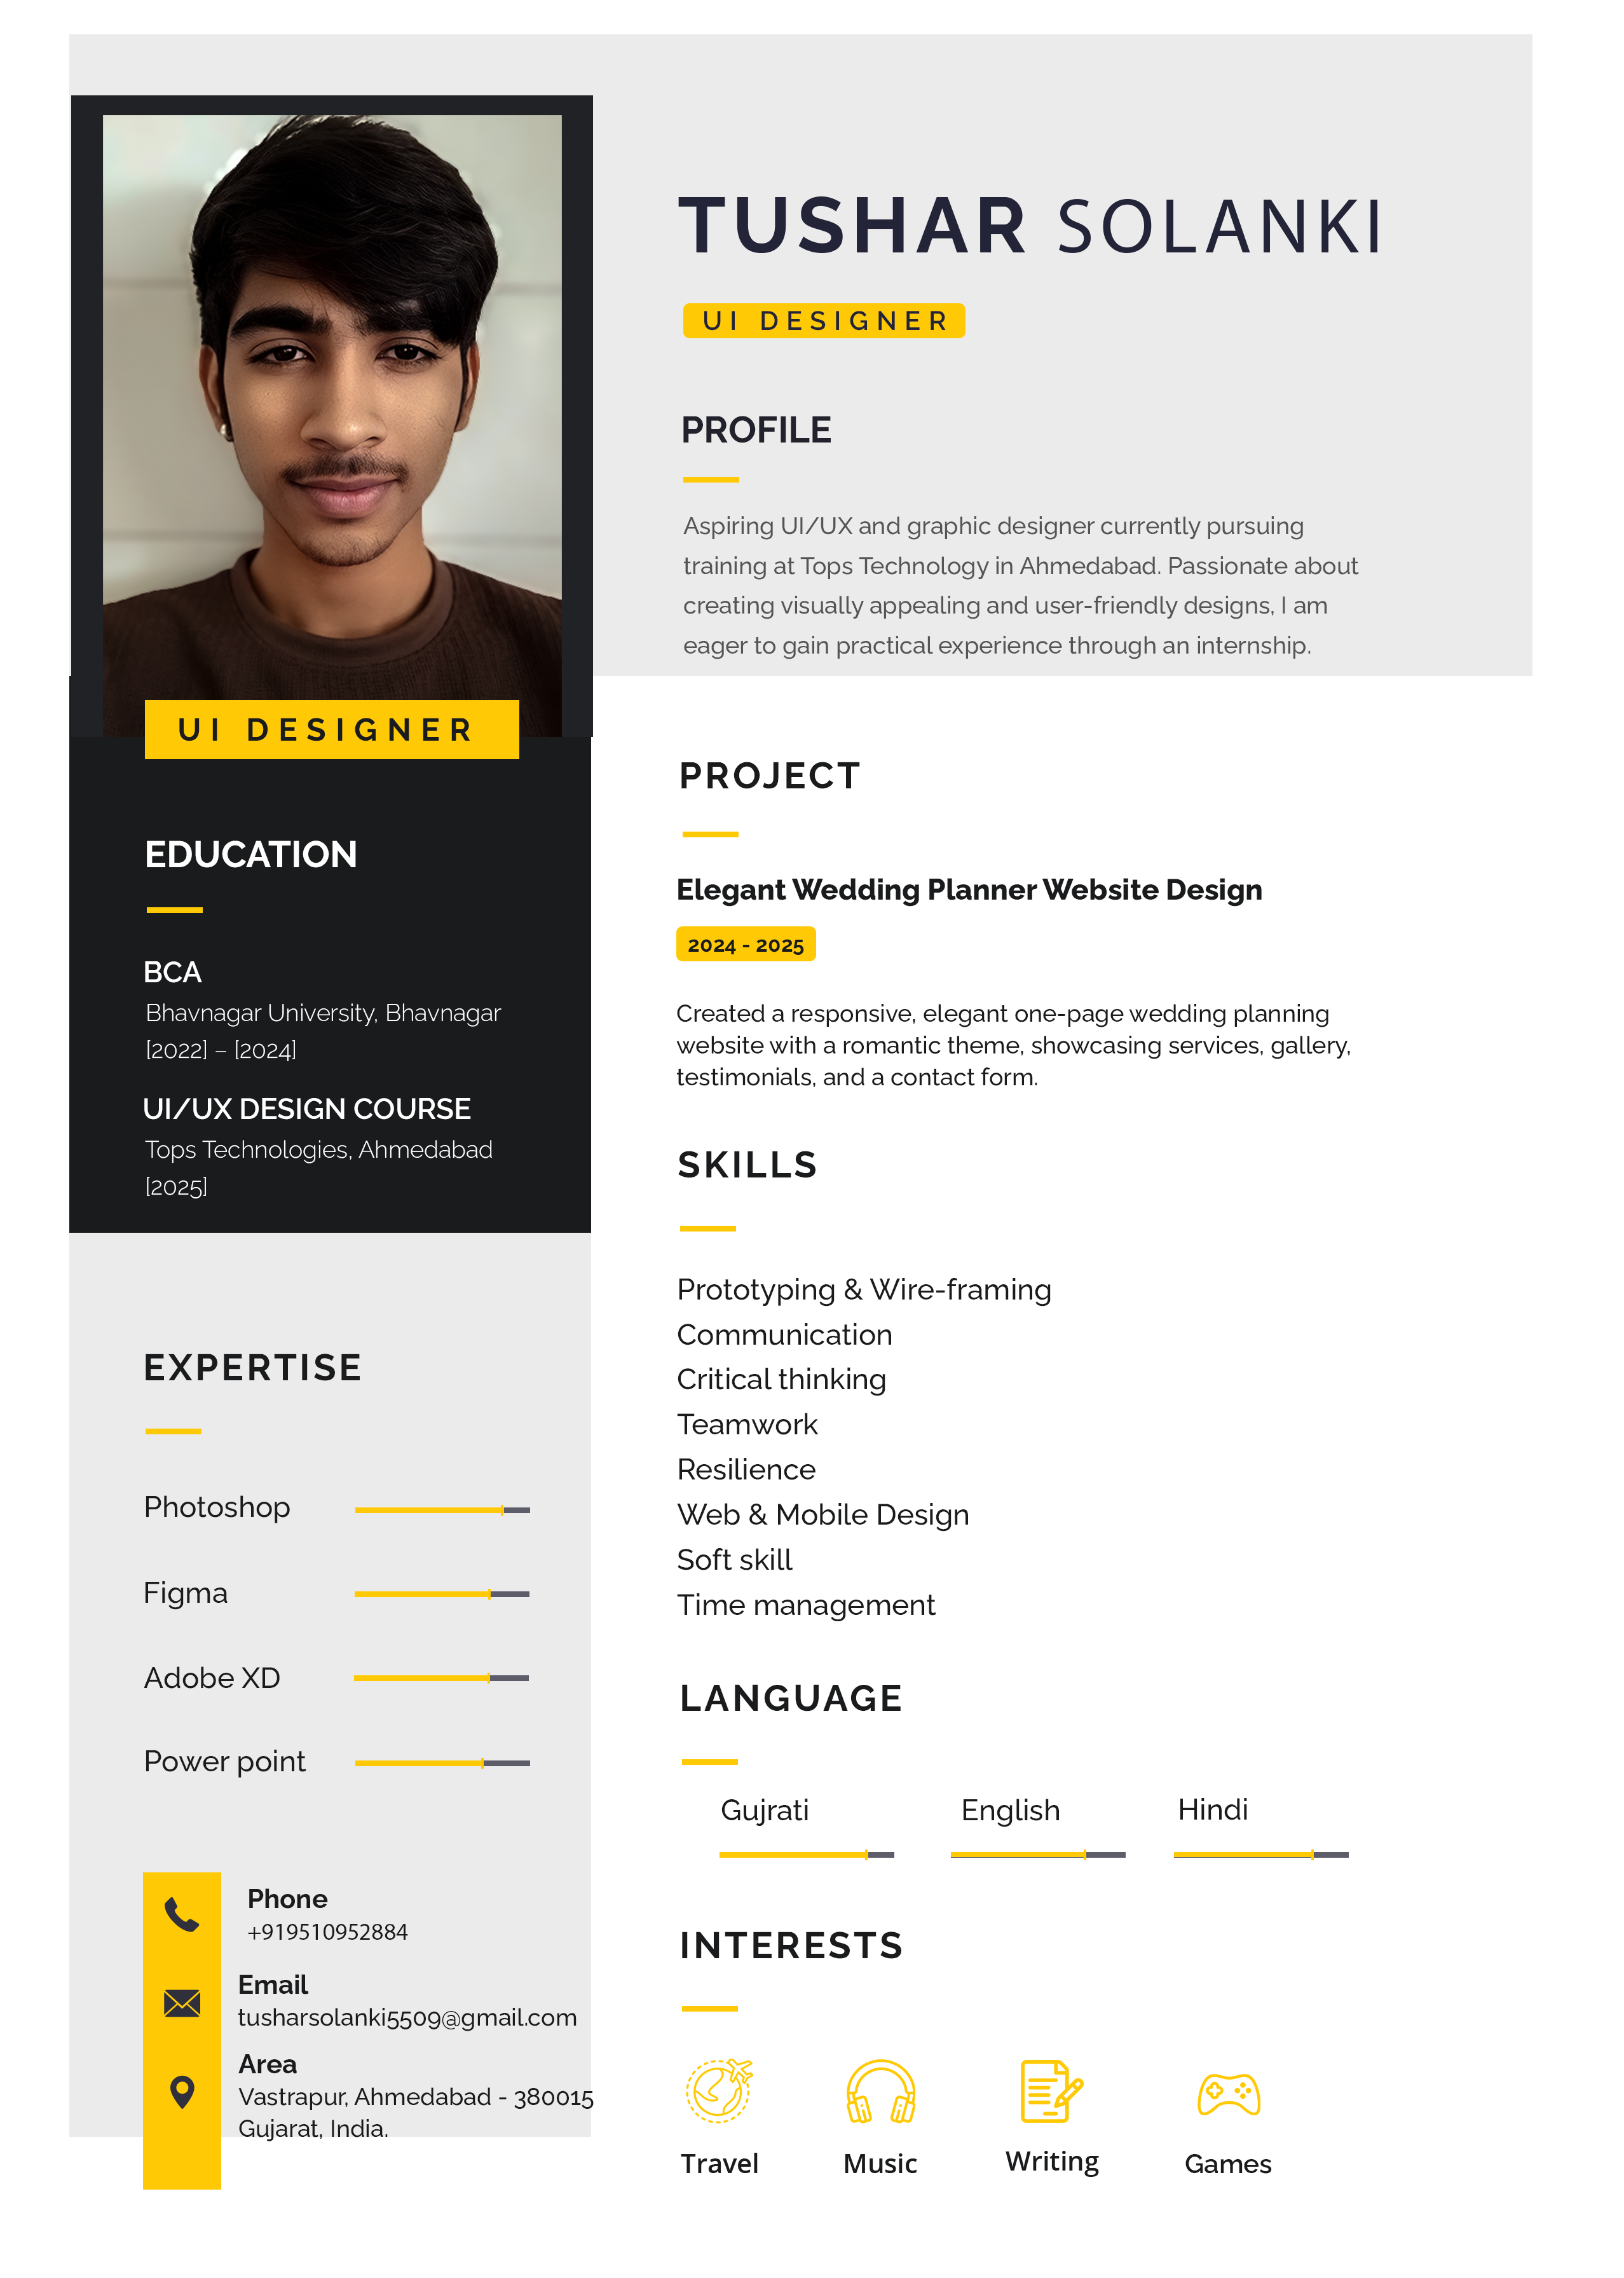 TUSHAR SOLANKI
UI DESIGNER
PROFILE
Aspiring UI/UX and graphic designer currently pursuing
training at Tops Technology in Ahmedabad. Passionate about
creating visually appealing and user-friendly designs, I am
eager to gain practical experience through an internship.
UI DESIGNER
EDUCATION
BCA
Bhavnagar University, Bhavnagar
[2022] – [2024]
UI/UX DESIGN COURSE
Tops Technologies, Ahmedabad
[2025]
EXPERTISE
Photoshop
Figma
Adobe XD
Power point
Phone
+919510952884
Email
tusharsolanki5509@gmail.com
Area
Vastrapur, Ahmedabad - 380015
Gujarat, India.
PROJECT
Elegant Wedding Planner Website Design
2024 - 2025
Created a responsive, elegant one-page wedding planning
website with a romantic theme, showcasing services, gallery,
testimonials, and a contact form.
SKILLS
Prototyping & Wire-framing
Communication
Critical thinking
Teamwork
Resilience
Web & Mobile Design
Soft skill
Time management
LANGUAGE
Gujrati English Hindi
INTERESTS
Travel Music Writing Games